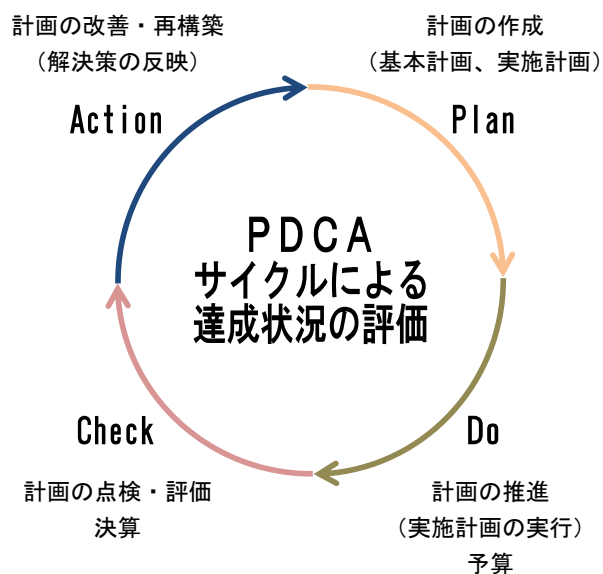 計画の改善・再構築
（解決策の反映）
Action
計画の作成
（基本計画、実施計画）
Plan
ＰＤＣＡ
サイクルによる
達成状況の評価
Check
計画の点検・評価
決算
Do
計画の推進
（実施計画の実行）
予算